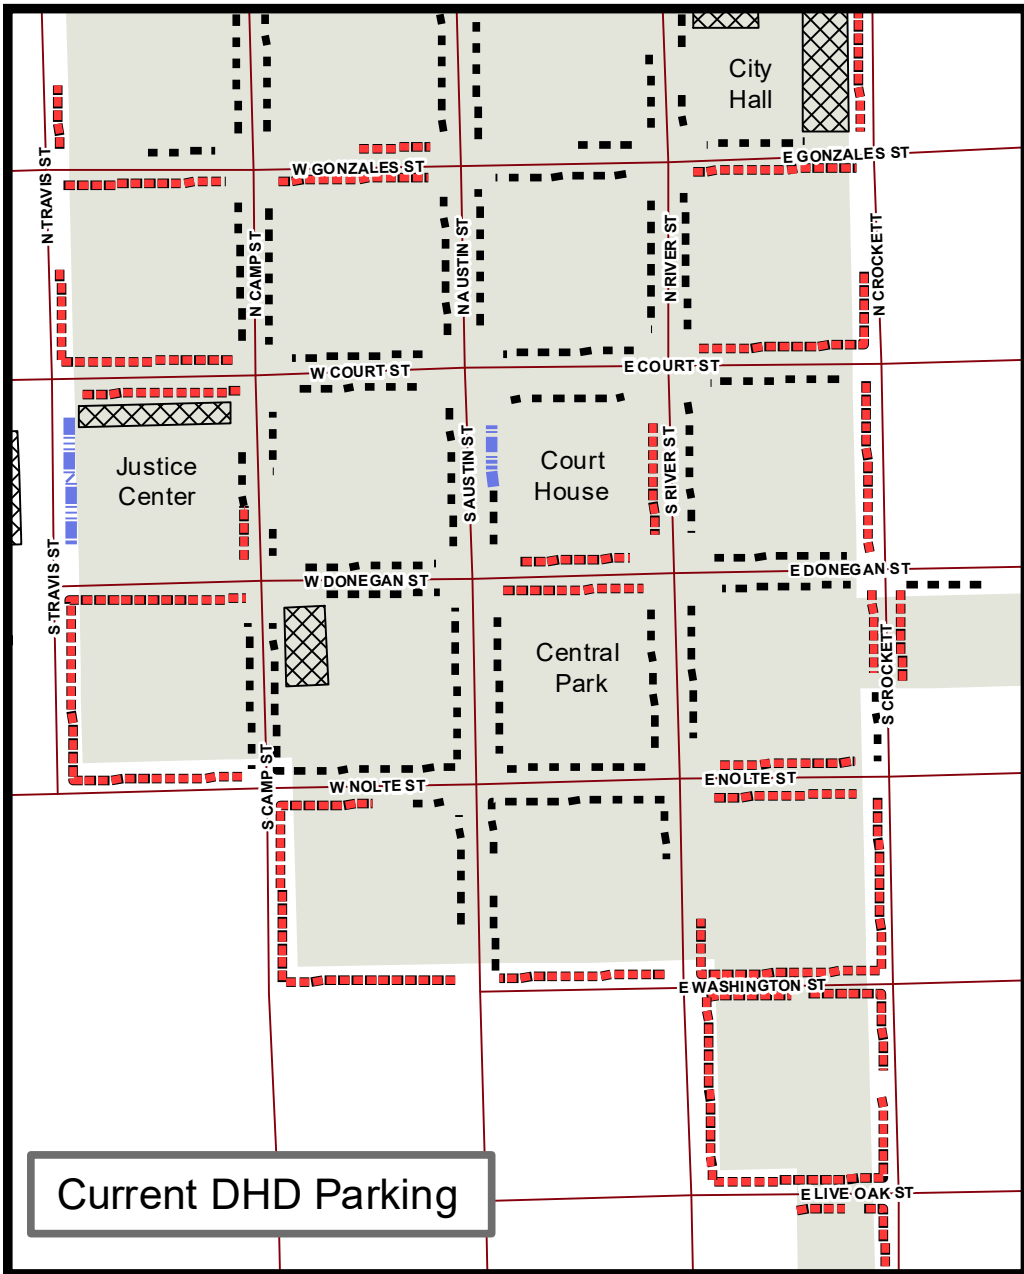 City
Hall
E GONZALES ST
W GONZALES ST
N TRAVIS ST
N CAMP ST
N AUSTIN ST
N RIVER ST
N CROCKETT
W COURT ST
E COURT ST
Justice
Center
Court
House
S AUSTIN ST
S RIVER ST
S TRAVIS ST
W DONEGAN ST
E DONEGAN ST
Central
Park
S CROCKETT
S CAMP ST
W NOLTE ST
E NOLTE ST
E WASHINGTON ST
E LIVE OAK ST
Current DHD Parking